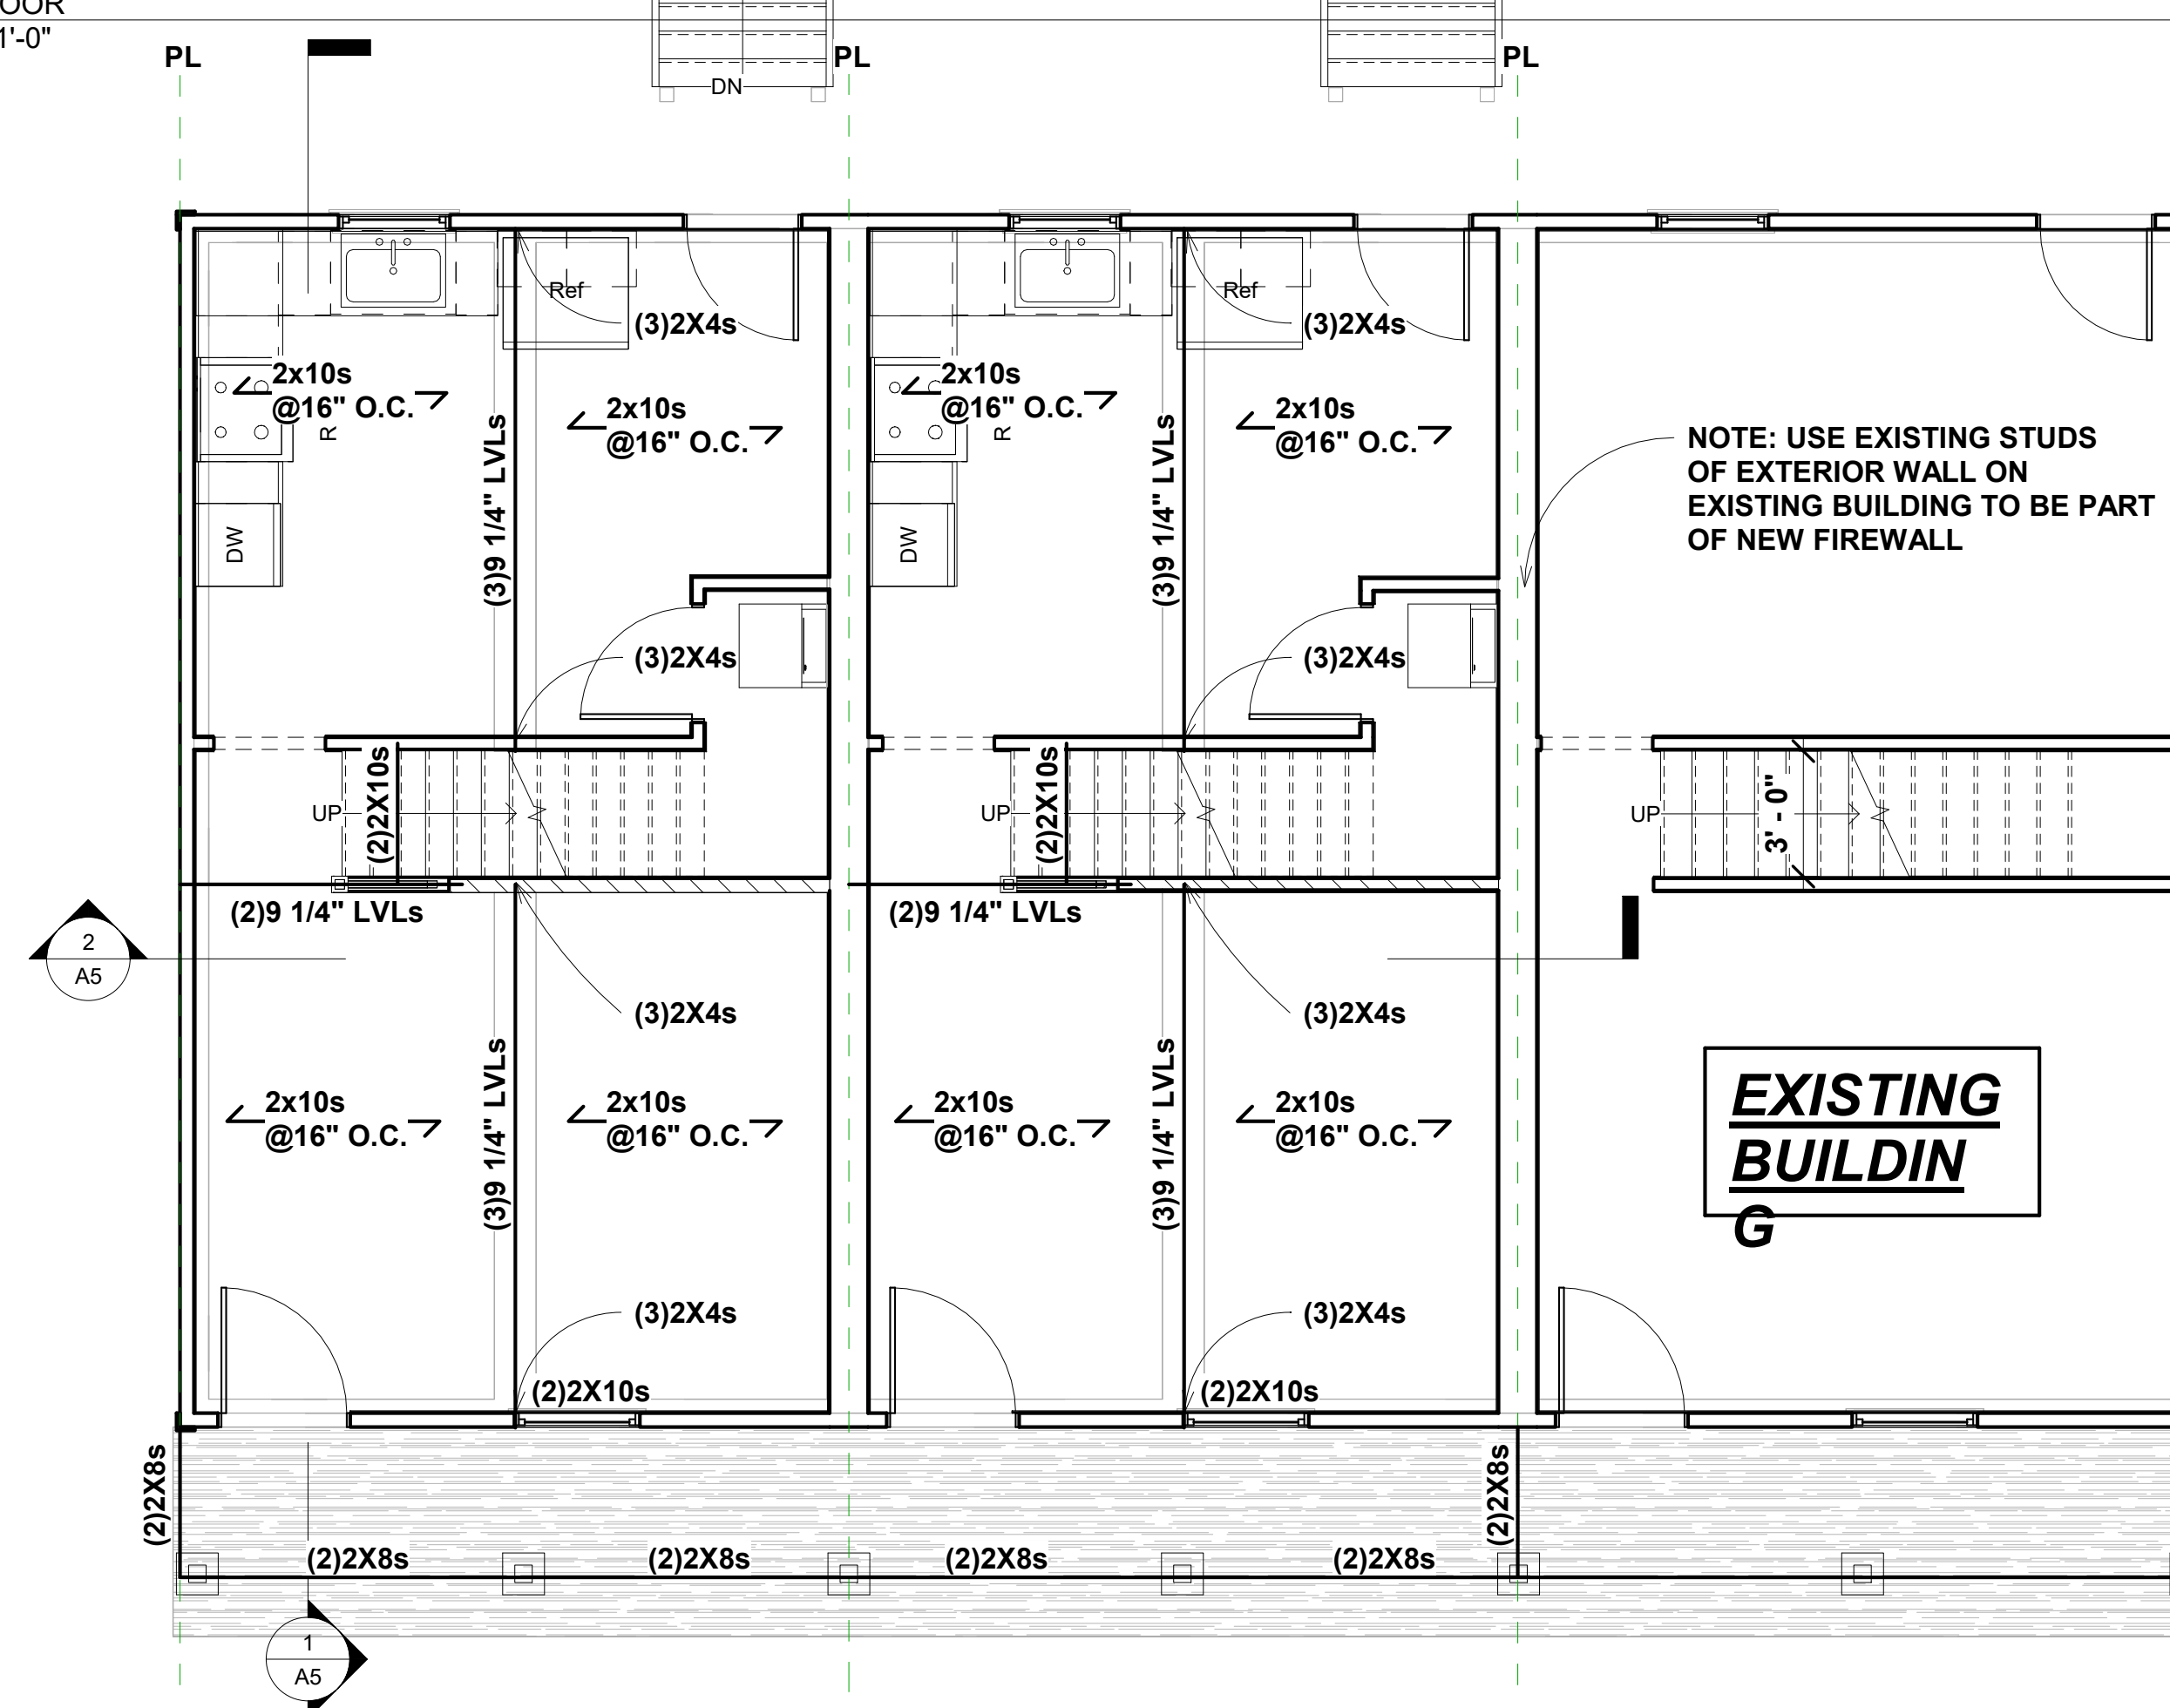 OOR
1'-0"
PL
PL
PL
DN
Ref
Ref
(3)2X4s
(3)2X4s
2x10s
@16" O.C.
2x10s
@16" O.C.
2x10s
@16" O.C.
2x10s
@16" O.C.
R
R
(3)9 1/4" LVLs
(3)9 1/4" LVLs
NOTE: USE EXISTING STUDS
OF EXTERIOR WALL ON
EXISTING BUILDING TO BE PART
OF NEW FIREWALL
DW
DW
(3)2X4s
(3)2X4s
UP
(2)2X10s
UP
(2)2X10s
UP
3' - 0"
(2)9 1/4" LVLs
(2)9 1/4" LVLs
2
A5
(3)2X4s
(3)2X4s
(3)9 1/4" LVLs
(3)9 1/4" LVLs
2x10s
@16" O.C.
2x10s
@16" O.C.
2x10s
@16" O.C.
2x10s
@16" O.C.
EXISTING
BUILDIN
G
(3)2X4s
(3)2X4s
(2)2X10s
(2)2X10s
(2)2X8s
(2)2X8s
(2)2X8s
(2)2X8s
(2)2X8s
(2)2X8s
1
A5